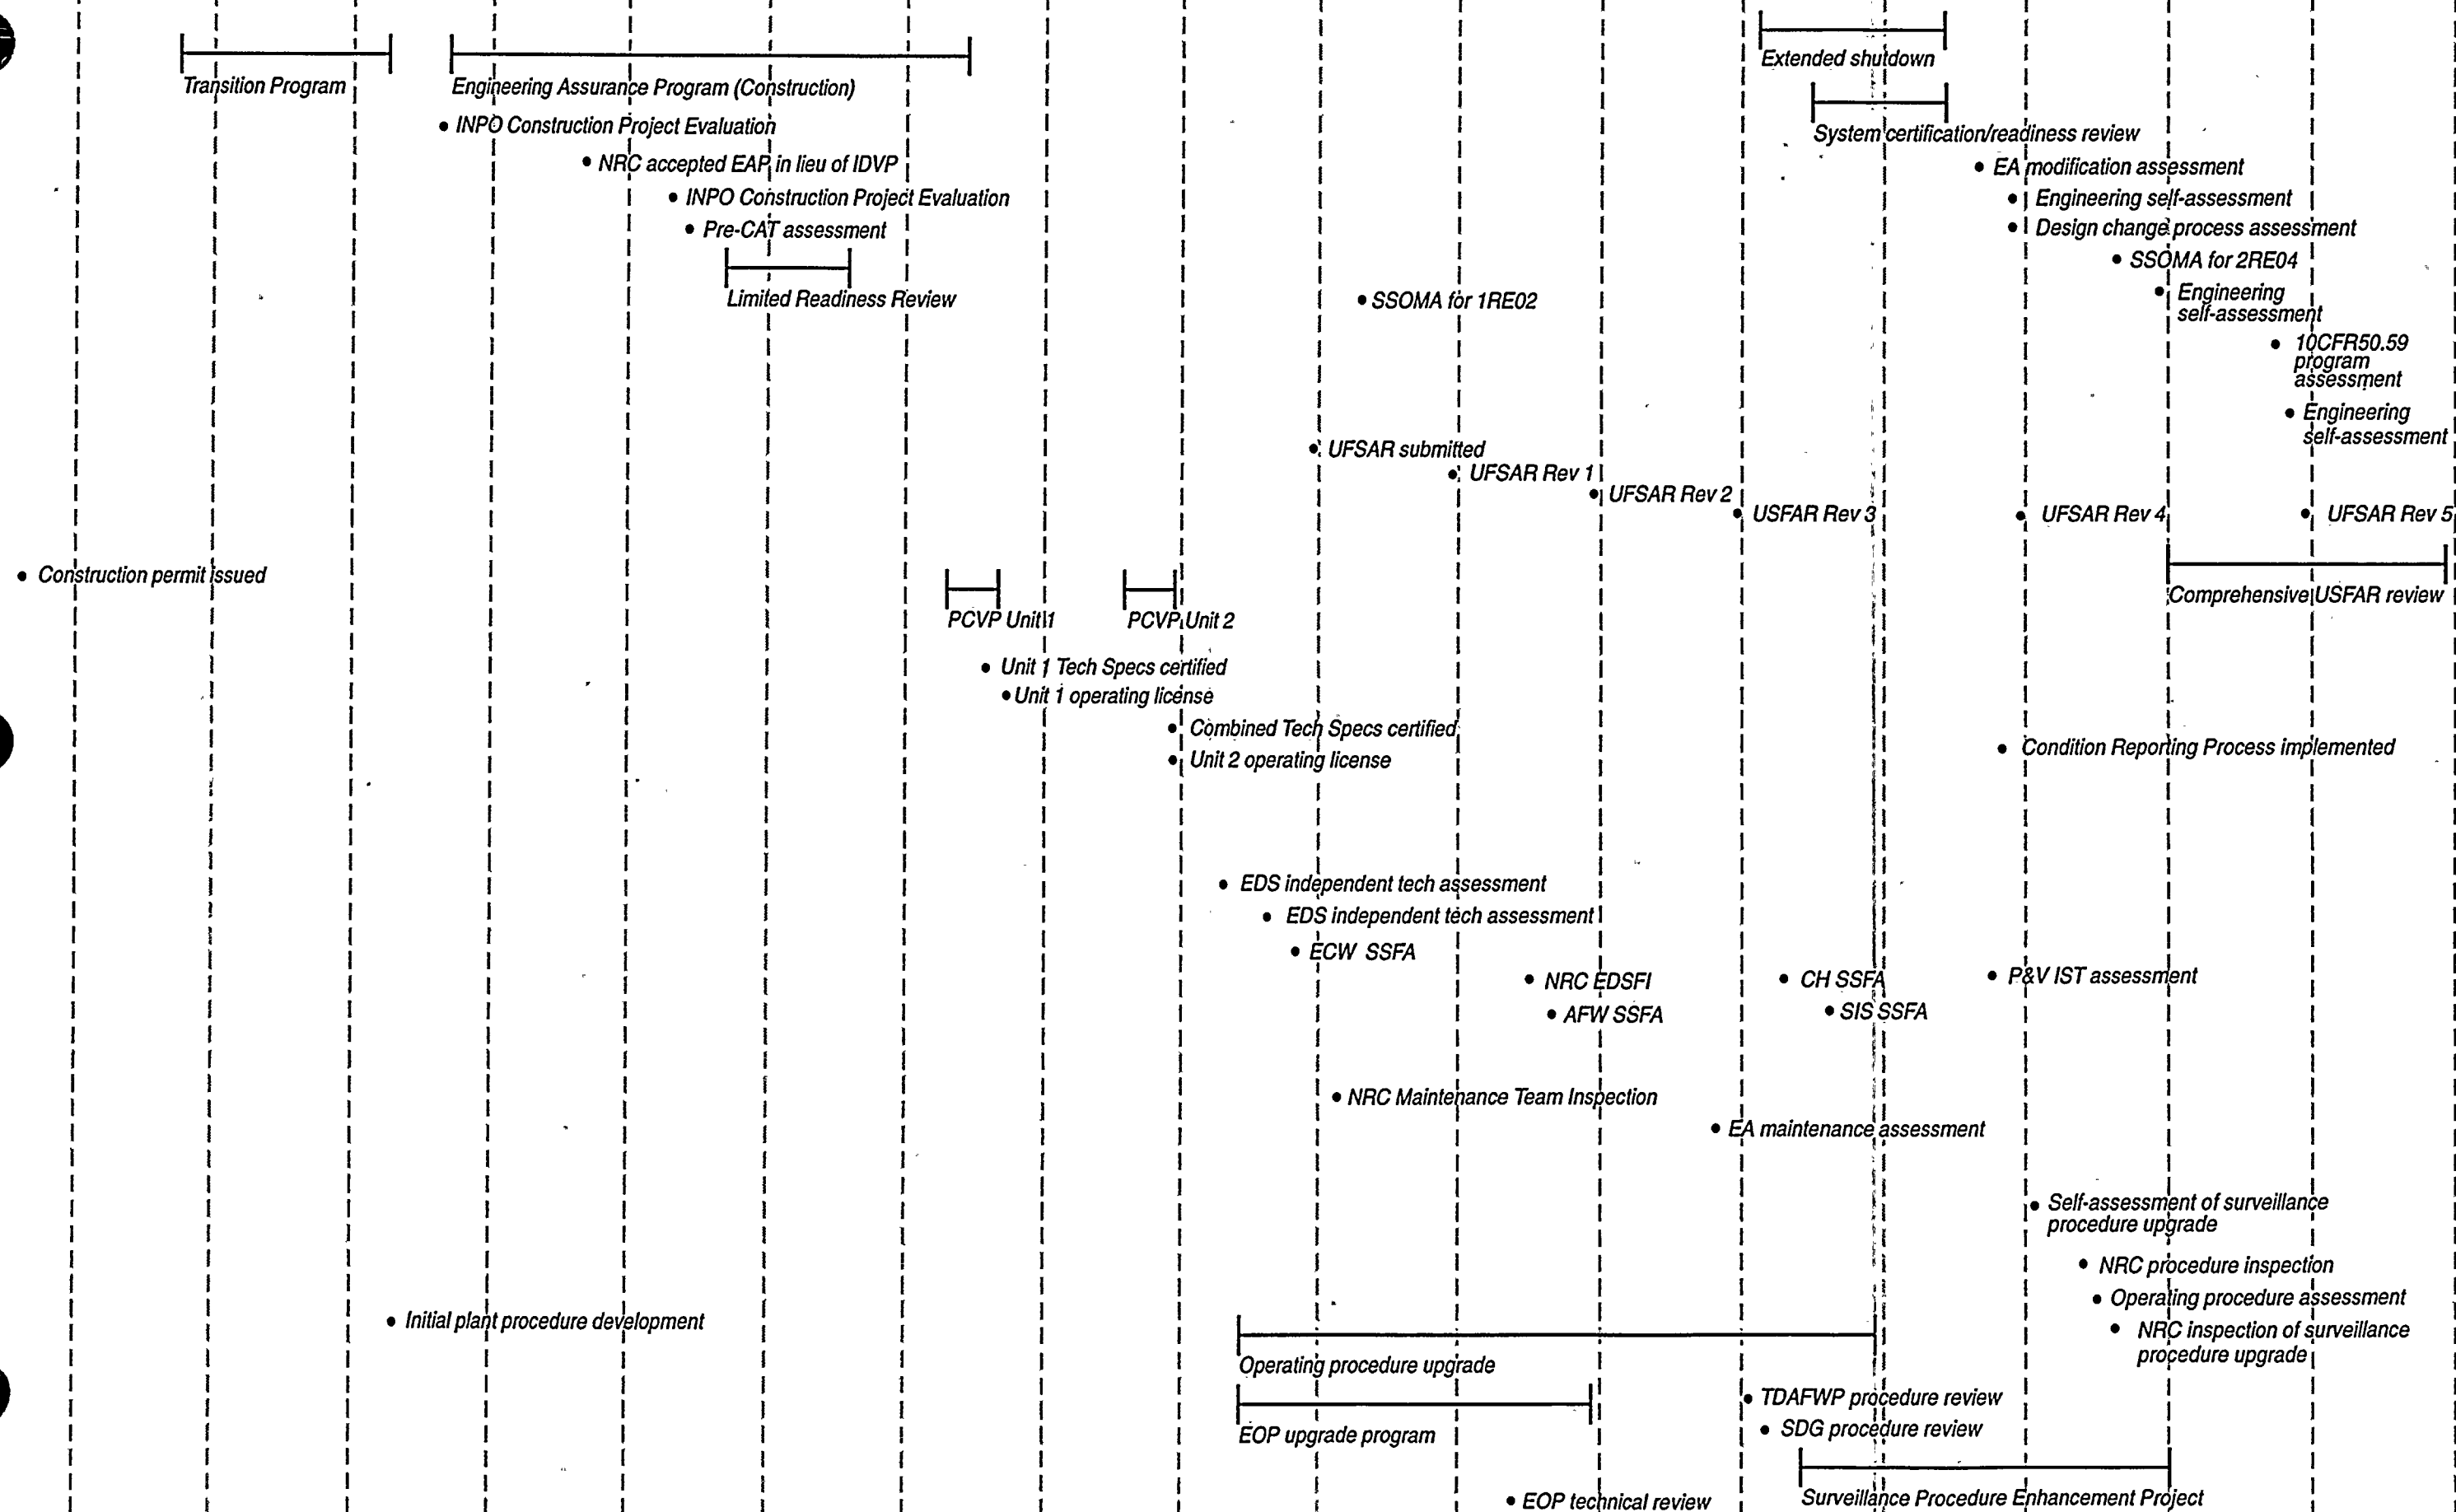 Extended shutdown
Transition Program
Engineering Assurance Program (Construction)
INPO Construction Project Evaluation
System certification/readiness review
NRC accepted EAP in lieu of IDVP
EA modification assessment
INPO Construction Project Evaluation
Engineering self-assessment
Pre-CAT assessment
Design change process assessment
SSOMA for 2RE04
Limited Readiness Review
SSOMA for 1RE02
Engineering
self-assessment
10CFR50.59
program
assessment
Engineering
self-assessment
UFSAR submitted
UFSAR Rev 1
UFSAR Rev 2
USFAR Rev 3
UFSAR Rev 4
UFSAR Rev 5
Construction permit issued
Comprehensive USFAR review
PCVP Unit 1
PCVP Unit 2
Unit 1 Tech Specs certified
Unit 1 operating license
Combined Tech Specs certified
Condition Reporting Process implemented
Unit 2 operating license
EDS independent tech assessment
EDS independent tech assessment
ECW SSFA
NRC EDSFI
CH SSFA
P&V IST assessment
AFW SSFA
SIS SSFA
NRC Maintenance Team Inspection
EA maintenance assessment
Self-assessment of surveillance
procedure upgrade
NRC procedure inspection
Operating procedure assessment
Initial plant procedure development
NRC inspection of surveillance
procedure upgrade
Operating procedure upgrade
TDAFWP procedure review
SDG procedure review
EOP upgrade program
EOP technical review
Surveillance Procedure Enhancement Project